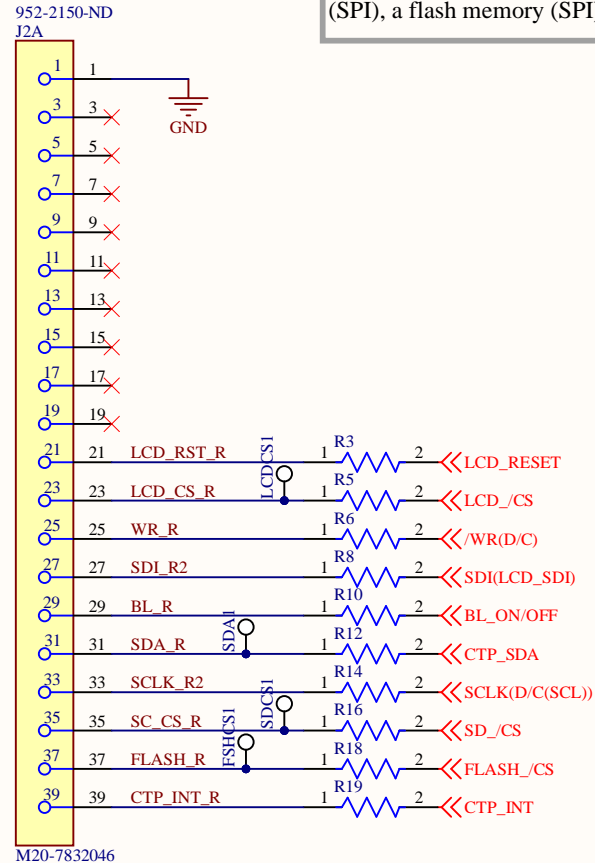 952-2150-ND
J2A
(SPI), a flash memory (SPI)
1 1
GND
3 3
5 5
7 7
9 9
11 11
13 13
15 15
17 17
19 19
21 21 LCD_RST_R 1 R3 2 LCD_RESET
LCDCS1
23 23 LCD_CS_R 1 R5 2 LCD_/CS
25 25 WR_R 1 R6 2 /WR(D/C)
27 27 SDI_R2 1 R8 2 SDI(LCD_SDI)
29 29 BL_R 1 R10 2 BL_ON/OFF
SDA1
31 31 SDA_R 1 R12 2 CTP_SDA
33 33 SCLK_R2 1 R14 2 SCLK(D/C(SCL))
SDCS1
35 35 SC_CS_R 1 R16 2 SD_/CS
FSHCS1
37 37 FLASH_R 1 R18 2 FLASH_/CS
39 39 CTP_INT_R 1 R19 2 CTP_INT
M20-7832046